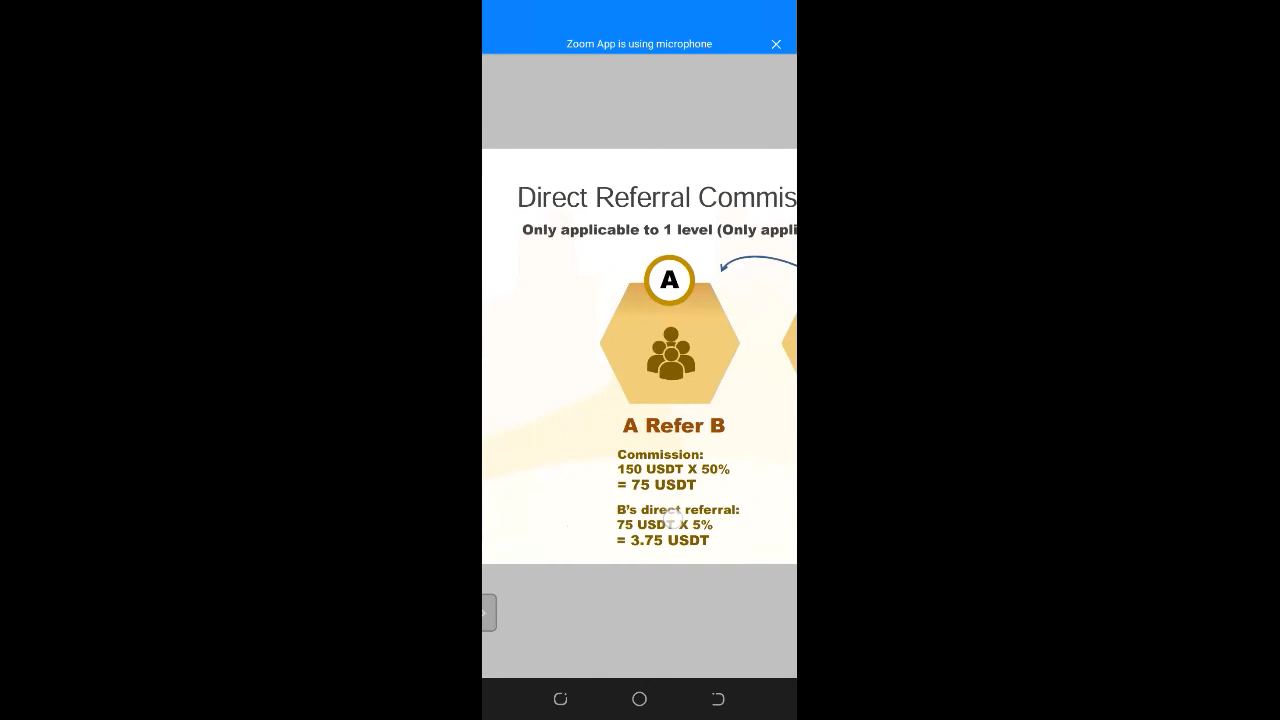 Zoom App is using microphone
Direct Referral Commis
Only applicable to 1 level (Only appli
A
A Refer B
Commission:
150 USDT X 50%
= 75 USDT
B’s direct referral:
75 USDT X 5%
= 3.75 USDT